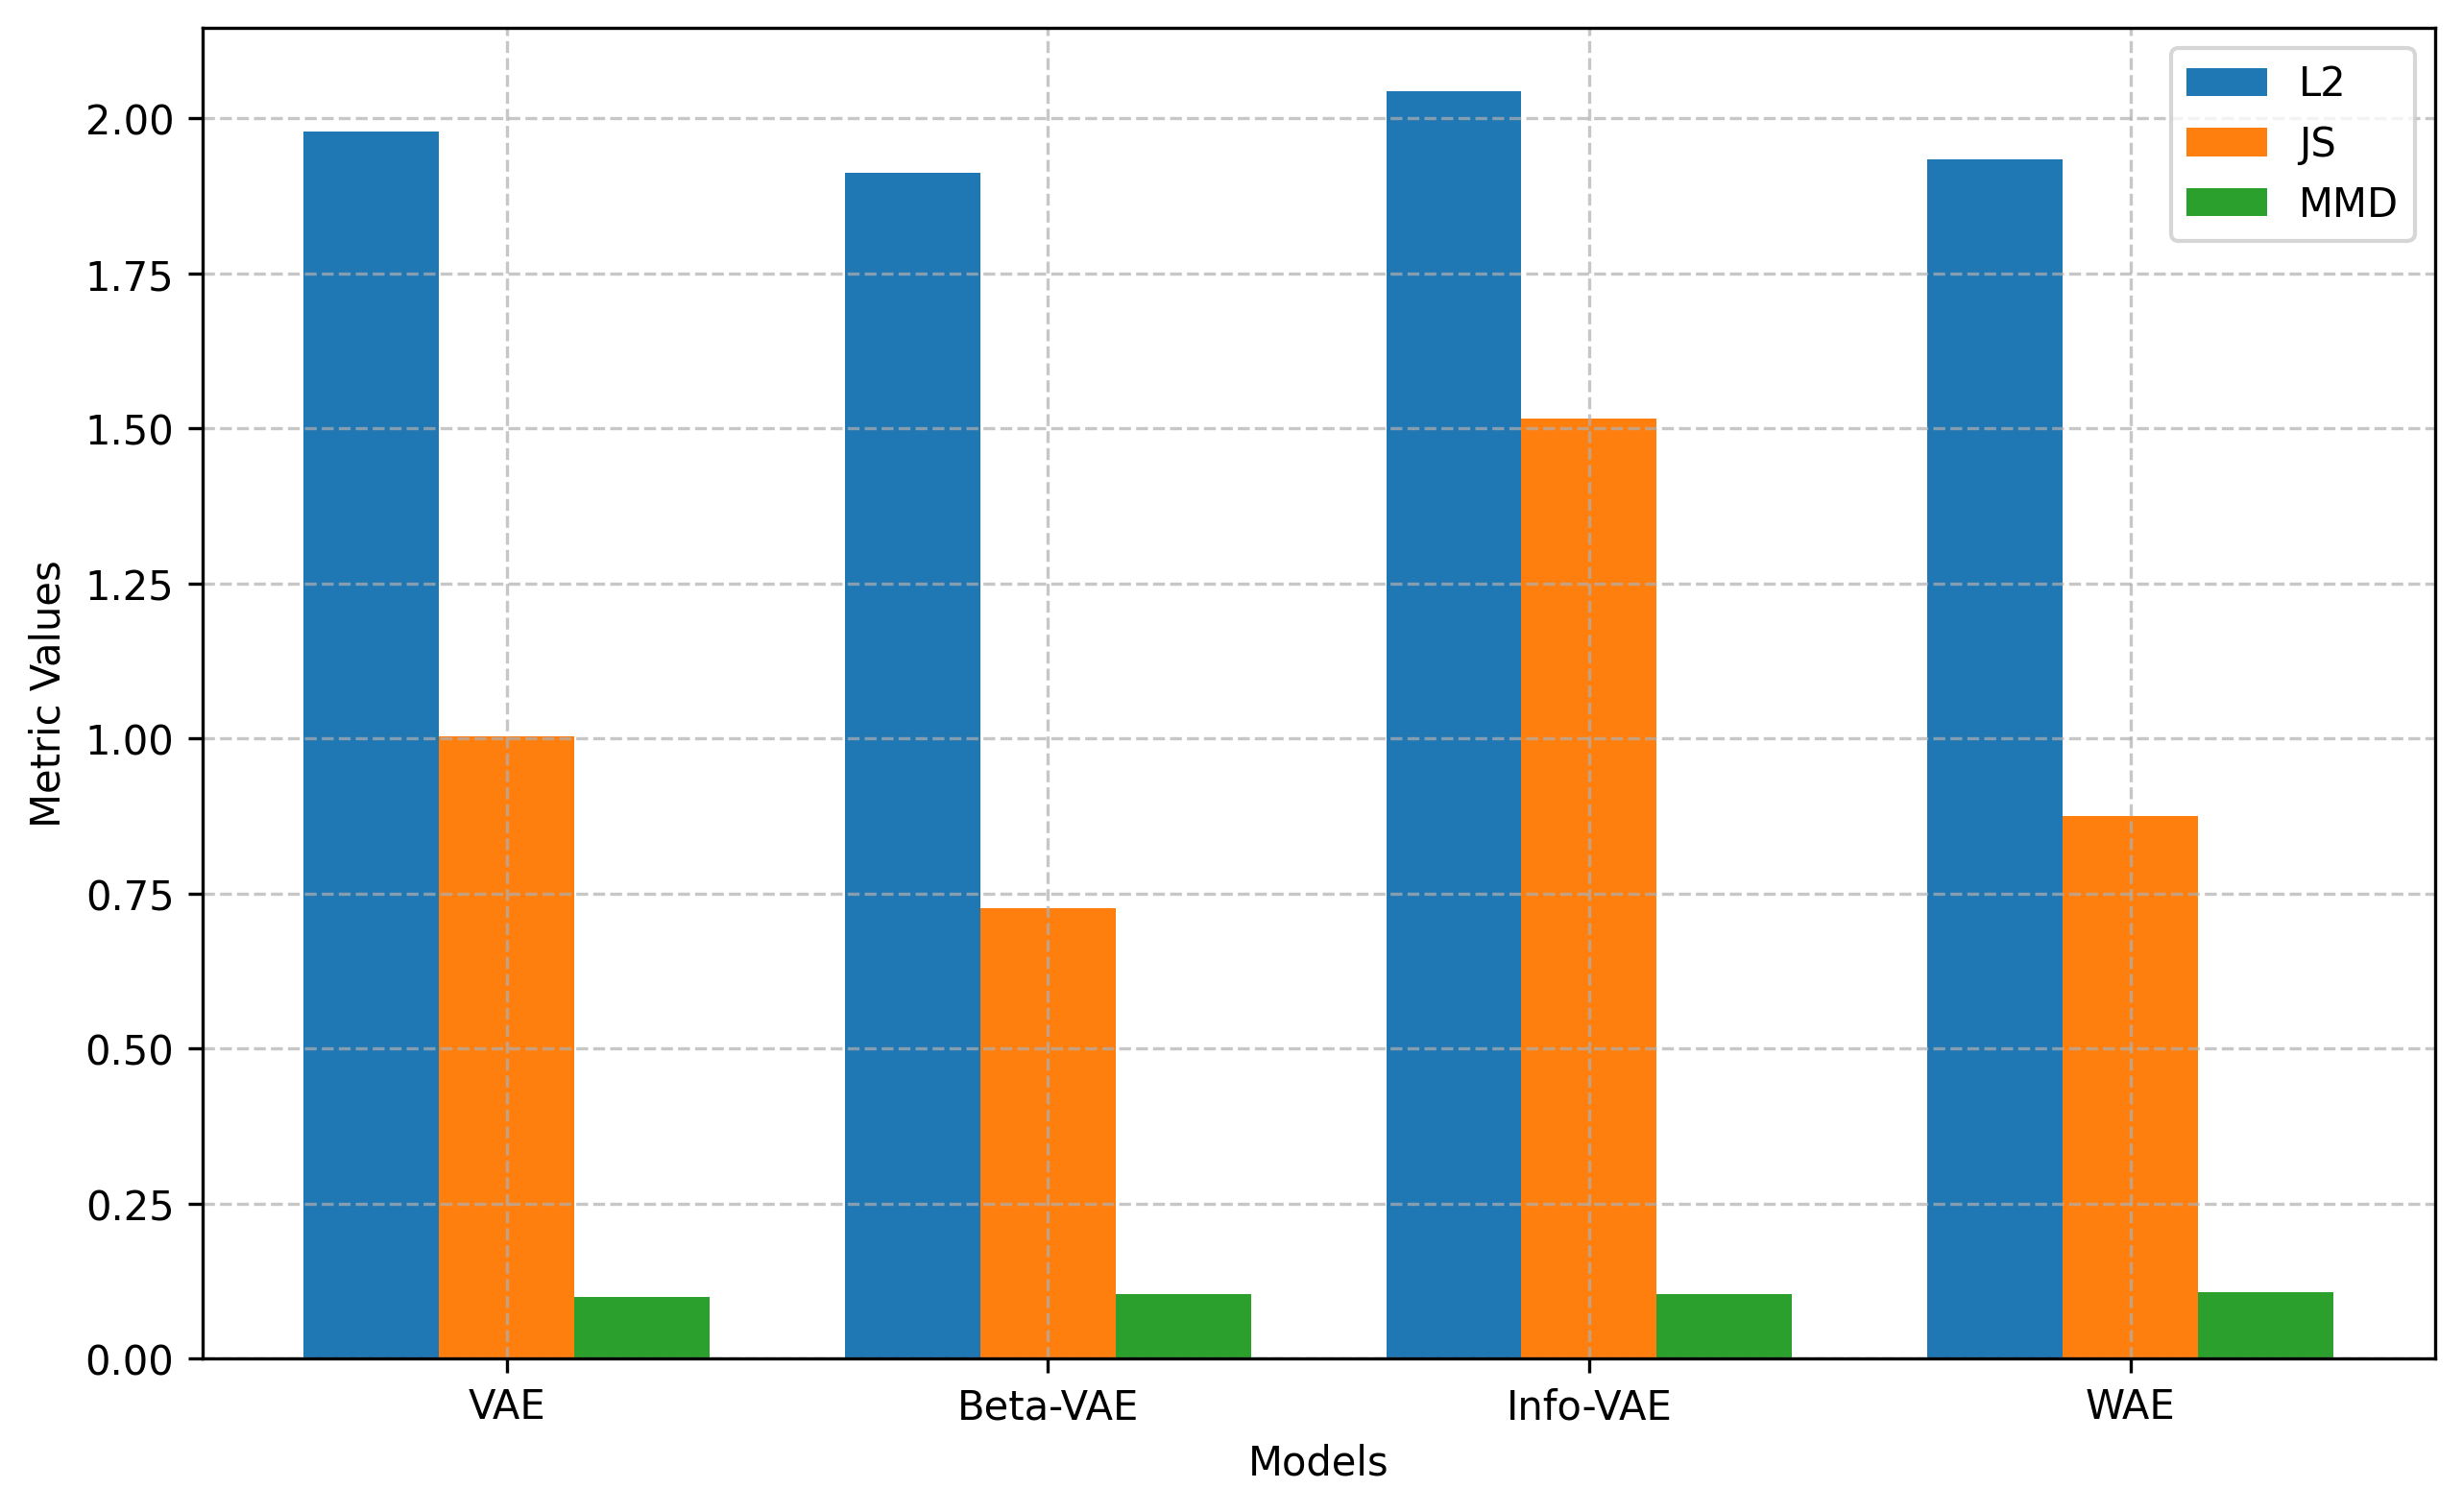 2.00
1.75
1.50
1.25
1.00
0.75
0.50
0.25
0.00
Metric Values
L2
JS
MMD
VAE
Beta-VAE
Info-VAE
WAE
Models